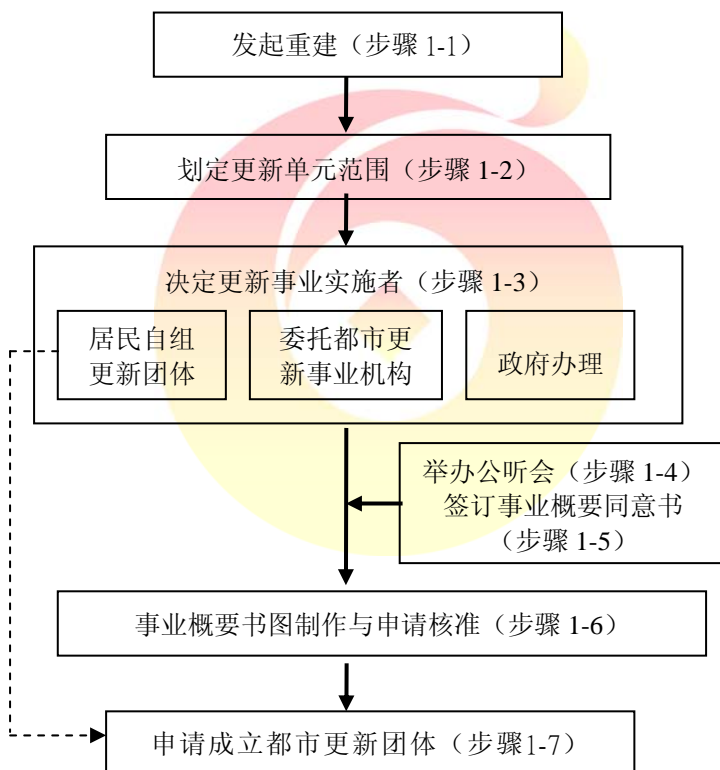 发起重建（步骤 1-1）
划定更新单元范围（步骤 1-2）
决定更新事业实施者（步骤 1-3）
居民自组
更新团体
委托都市更
新事业机构
政府办理
举办公听会（步骤 1-4）
签订事业概要同意书
（步骤 1-5）
事业概要书图制作与申请核准（步骤 1-6）
申请成立都市更新团体（步骤1-7）